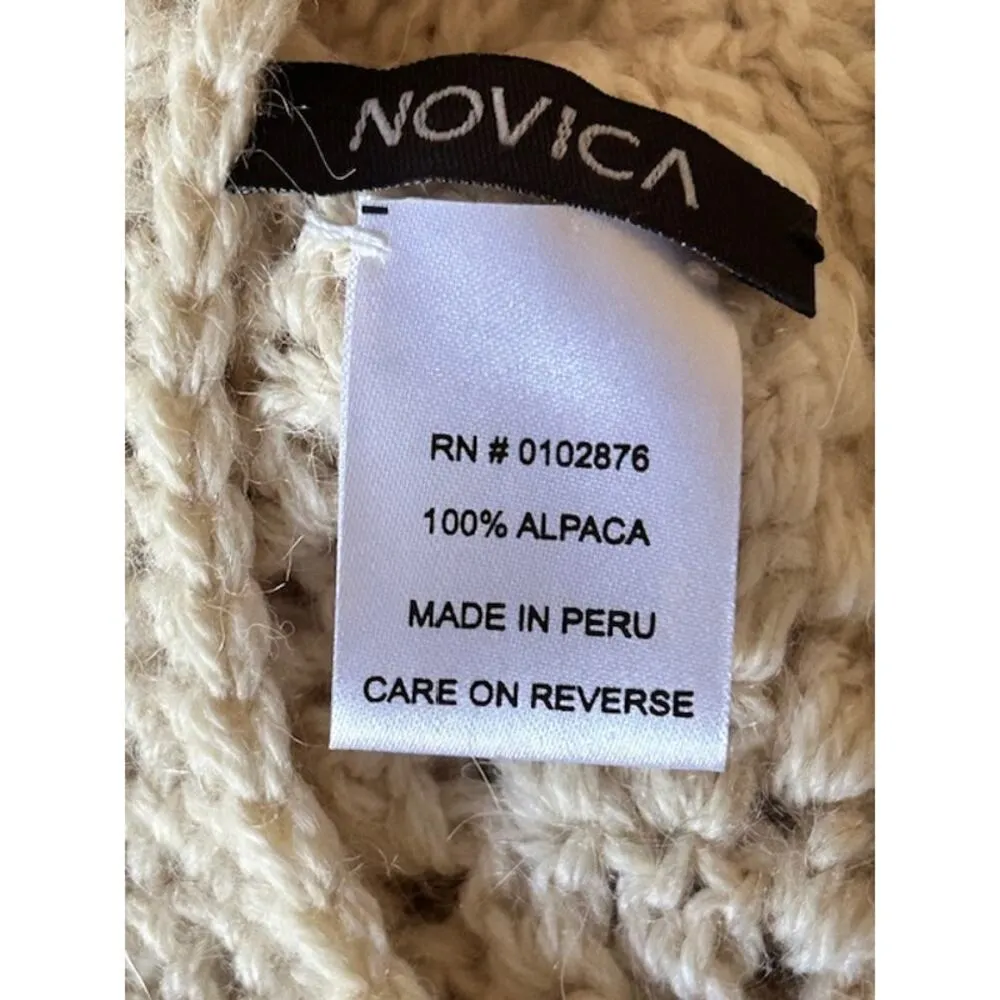 NOVICA
RN # 0102876
100% ALPACA
MADE IN PERU
CARE ON REVERSE